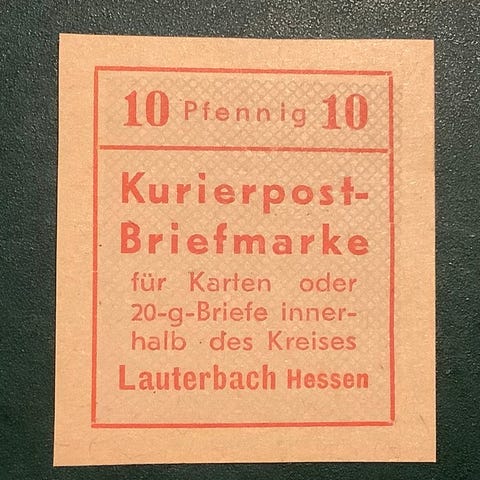 10 Pfennig 10
Kurierpost-
Briefmarke
für Karten oder
20-g-Briefe inner-
halb des Kreises
Lauterbach Hessen